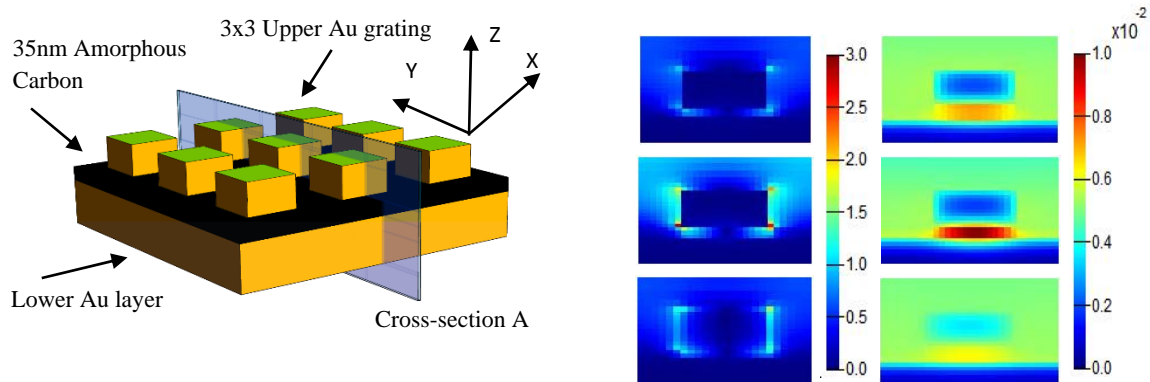 35nm Amorphous
Carbon
3x3 Upper Au grating
Z
X
Y
Lower Au layer
Cross-section A
3.0
2.5
2.0
1.5
1.0
0.5
0.0
x10
-2
1.0
0.8
0.6
0.4
0.2
0.0